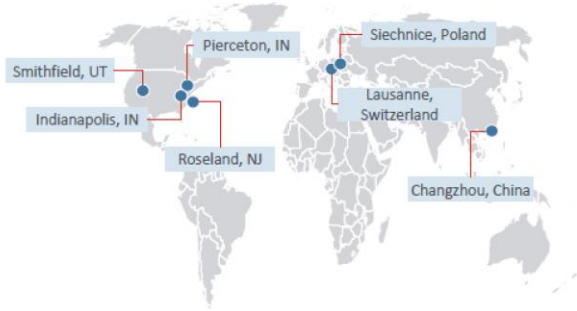 Pierceton, IN
Siechnice, Poland
Smithfield, UT
Lausanne,
Switzerland
Indianapolis, IN
Roseland, NJ
Changzhou, China